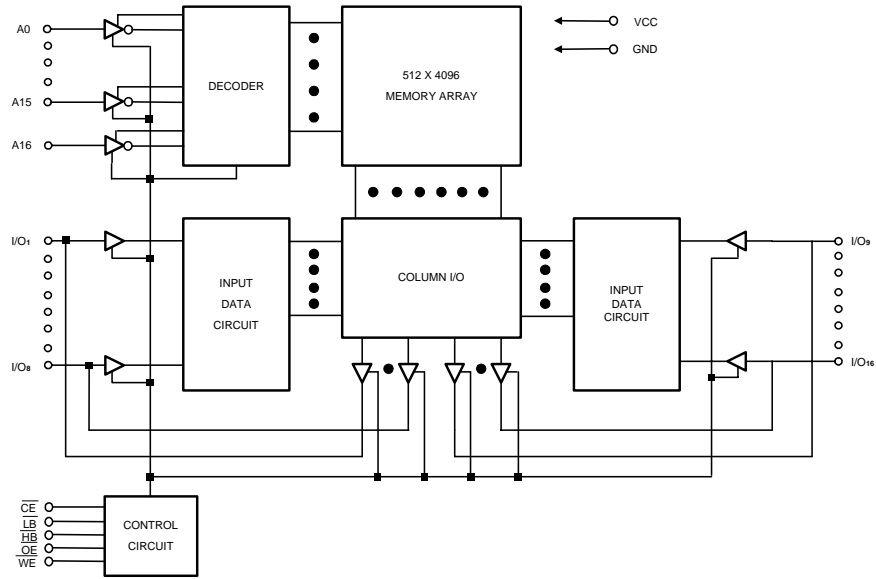 A0
A15
A16
DECODER
512 X 4096
MEMORY ARRAY
VCC
GND
I/O1
I/O8
INPUT
DATA
CIRCUIT
COLUMN I/O
INPUT
DATA
CIRCUIT
I/O9
I/O16
CE
LB
HB
OE
WE
CONTROL
CIRCUIT